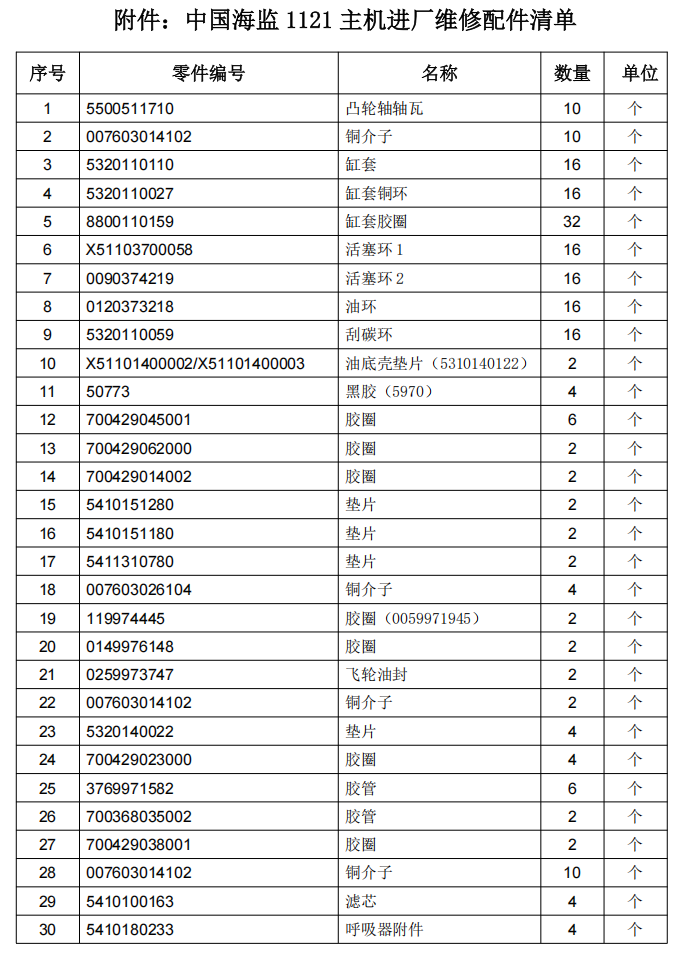 附件：中国海监 1121 主机进厂维修配件清单
序号 零件编号 名称 数量 单位
1 5500511710 凸轮轴轴瓦 10 个
2 007603014102 铜介子 10 个
3 5320110110 缸套 16 个
4 5320110027 缸套铜环 16 个
5 8800110159 缸套胶圈 32 个
6 X51103700058 活塞环 1 16 个
7 0090374219 活塞环 2 16 个
8 0120373218 油环 16 个
9 5320110059 刮碳环 16 个
10 X51101400002/X51101400003 油底壳垫片（5310140122） 2 个
11 50773 黑胶（5970） 4 个
12 700429045001 胶圈 6 个
13 700429062000 胶圈 2 个
14 700429014002 胶圈 2 个
15 5410151280 垫片 2 个
16 5410151180 垫片 2 个
17 5411310780 垫片 2 个
18 007603026104 铜介子 4 个
19 119974445 胶圈（0059971945） 2 个
20 0149976148 胶圈 2 个
21 0259973747 飞轮油封 2 个
22 007603014102 铜介子 2 个
23 5320140022 垫片 4 个
24 700429023000 胶圈 4 个
25 3769971582 胶管 6 个
26 700368035002 胶管 2 个
27 700429038001 胶圈 2 个
28 007603014102 铜介子 10 个
29 5410100163 滤芯 4 个
30 5410180233 呼吸器附件 4 个